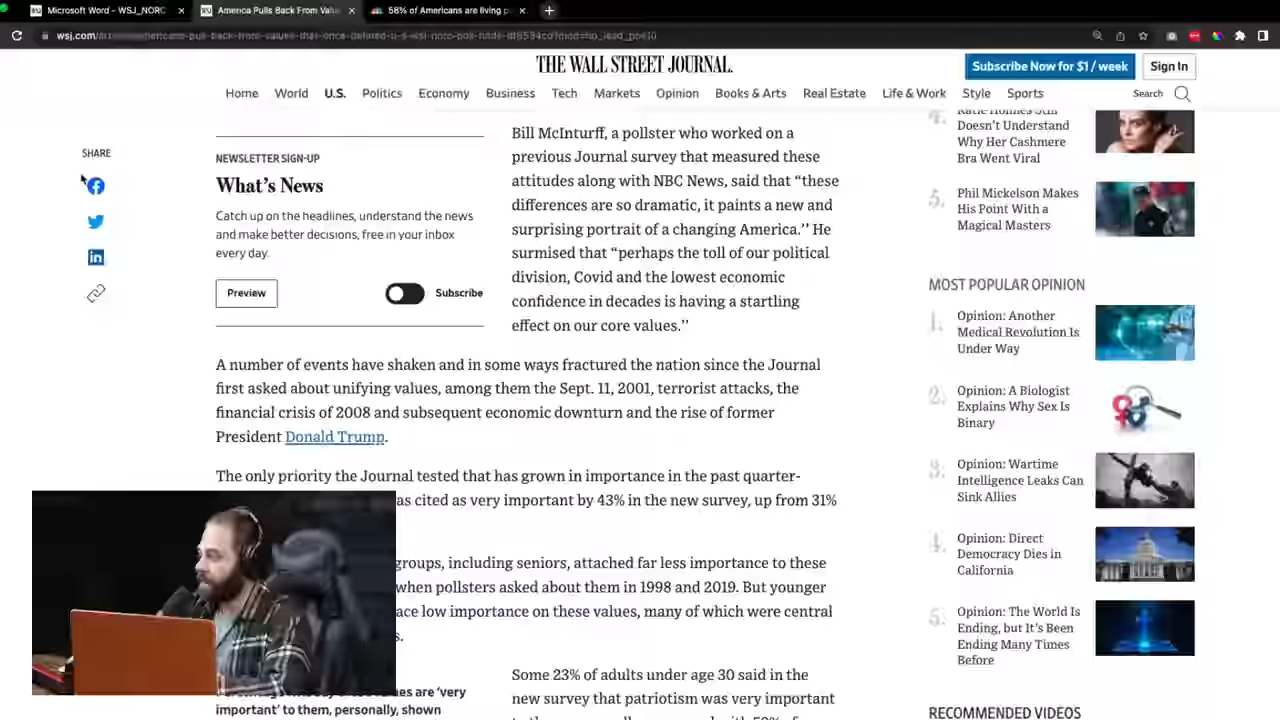 Microsoft Word - WSJ_NORC
America Pulls Back From Value
58% of Americans are living p
wsj.com/
THE WALL STREET JOURNAL.
Subscribe Now for $1 / week
Sign In
Home World U.S. Politics Economy Business Tech Markets Opinion Books & Arts Real Estate Life & Work Style Sports Search
SHARE
NEWSLETTER SIGN-UP
What's News
Catch up on the headlines, understand the news
and make better decisions, free in your inbox
every day.
Preview
Subscribe
Bill McInturff, a pollster who worked on a
previous Journal survey that measured these
attitudes along with NBC News, said that “these
differences are so dramatic, it paints a new and
surprising portrait of a changing America.’’ He
surmised that “perhaps the toll of our political
division, Covid and the lowest economic
confidence in decades is having a startling
effect on our core values.’’
A number of events have shaken and in some ways fractured the nation since the Journal
first asked about unifying values, among them the Sept. 11, 2001, terrorist attacks, the
financial crisis of 2008 and subsequent economic downturn and the rise of former
President Donald Trump.
The only priority the Journal tested that has grown in importance in the past quarter-
as cited as very important by 43% in the new survey, up from 31%
groups, including seniors, attached far less importance to these
when pollsters asked about them in 1998 and 2019. But younger
ace low importance on these values, many of which were central
s.
ues are ‘very
important’ to them, personally, shown
Some 23% of adults under age 30 said in the
new survey that patriotism was very important
4.
Katie Holmes Still
Doesn't Understand
Why Her Cashmere
Bra Went Viral
5.
Phil Mickelson Makes
His Point With a
Magical Masters
MOST POPULAR OPINION
1.
Opinion: Another
Medical Revolution Is
Under Way
2.
Opinion: A Biologist
Explains Why Sex Is
Binary
3.
Opinion: Wartime
Intelligence Leaks Can
Sink Allies
4.
Opinion: Direct
Democracy Dies in
California
5.
Opinion: The World Is
Ending, but It's Been
Ending Many Times
Before
RECOMMENDED VIDEOS